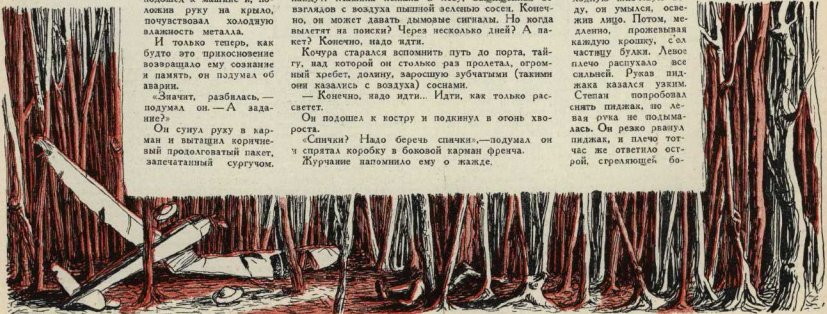 подошел к машине и, по-
ложив руку на крыло,
почувствовал холодную
влажность металла.
И только теперь, как
будто это прикосновение
возвращало ему сознание
и память, он подумал об
аварии.
«Значит, разбилась, —
подумал он. — А зада-
ние?»
Он сунул руку в кар-
ман и вытащил коричне-
вый продолговатый пакет,
запечатанный сургучом.
взглядов с воздуха пышной зеленью сосен. Конеч-
но, он может давать дымовые сигналы. Но когда
вылетят на поиски? Через несколько дней? А па-
кет? Конечно, надо идти.
Кочура старался вспомнить путь до порта, тай-
гу, над которой он столько раз пролетал, огром-
ный хребет, долину, заросшую зубчатыми (такими
они казались с воздуха) соснами.
— Конечно, надо идти... Идти, как только рас-
светет.
Он подошел к костру и подкинул в огонь хво-
роста.
«Спички? Надо беречь спички»,—подумал он
и спрятал коробку в боковой карман френча.
Журчание напомнило ему о жажде.
ду, он умылся, осве-
жив лицо. Потом, ме-
дленно, прожевывая
каждую крошку, с'ел
частицу булки. Левое
плечо распухало все
сильней. Рукав пид-
жака казался узким.
Степан попробовал
снять пиджак, но ле-
вая рука не подыма-
лась. Он резко рванул
пиджак, и плечо тот-
час же ответило ост-
рой, стреляющей бо-